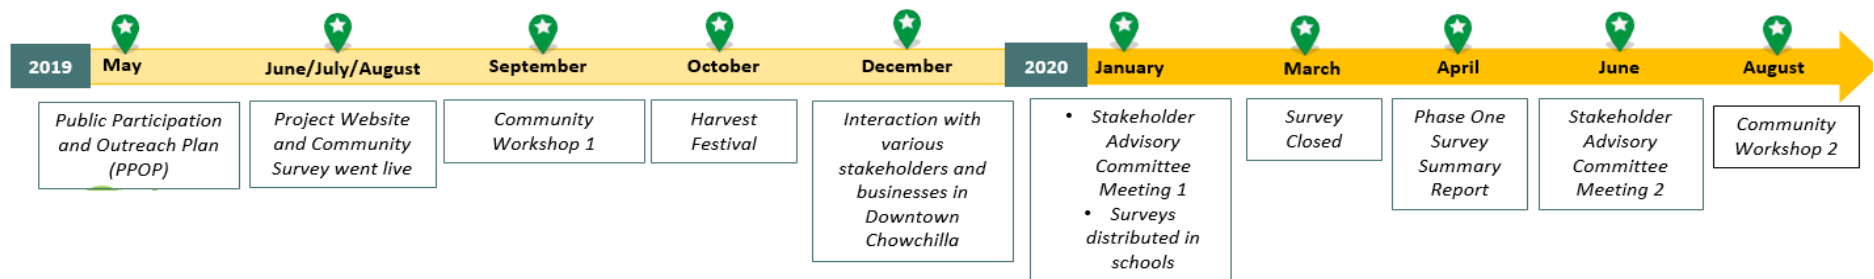 2019
May
June/July/August
September
October
December
2020
January
March
April
June
August
Public Participation
and Outreach Plan
(PPOP)
Project Website
and Community
Survey went live
Community
Workshop 1
Harvest
Festival
Interaction with
various
stakeholders and
businesses in
Downtown
Chowchilla
• Stakeholder
Advisory
Committee
Meeting 1
• Surveys
distributed in
schools
Survey
Closed
Phase One
Survey
Summary
Report
Stakeholder
Advisory
Committee
Meeting 2
Community
Workshop 2